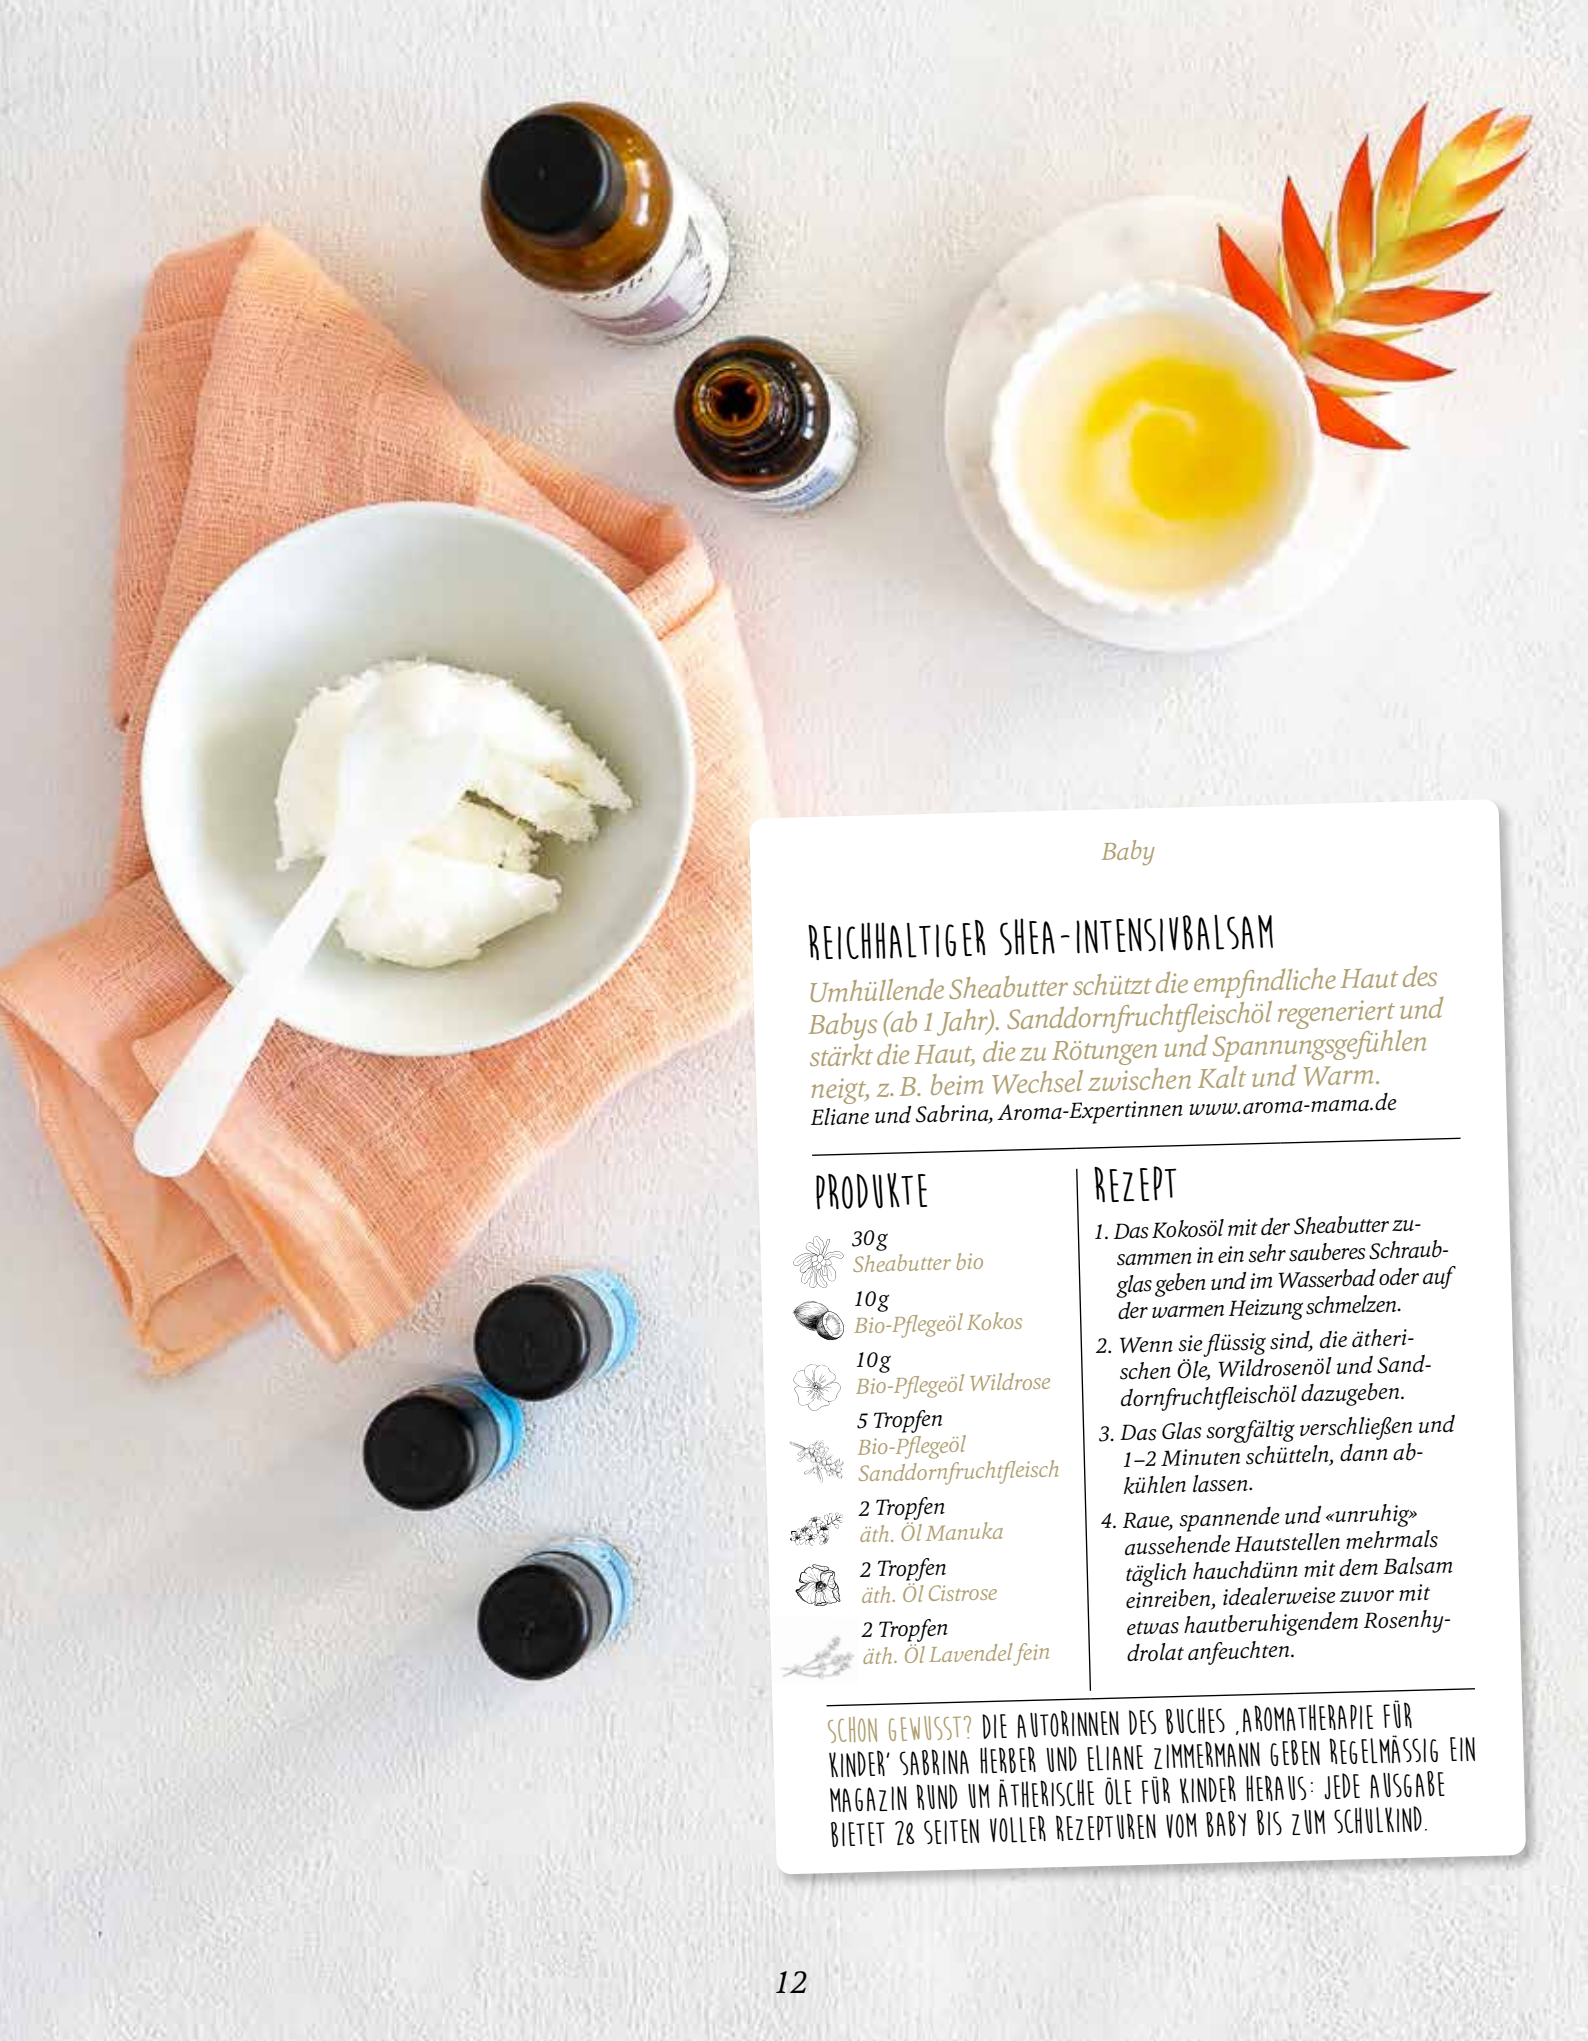 Baby
REICHHALTIGER SHEA-INTENSIVBALSAM
Umhüllende Sheabutter schützt die empfindliche Haut des
Babys (ab 1 Jahr). Sanddornfruchtfleischöl regeneriert und
stärkt die Haut, die zu Rötungen und Spannungsgefühlen
neigt, z. B. beim Wechsel zwischen Kalt und Warm.
Eliane und Sabrina, Aroma-Expertinnen www.aroma-mama.de
PRODUKTE
30 g
Sheabutter bio
10 g
Bio-Pflegeöl Kokos
10 g
Bio-Pflegeöl Wildrose
5 Tropfen
Bio-Pflegeöl
Sanddornfruchtfleisch
2 Tropfen
äth. Öl Manuka
2 Tropfen
äth. Öl Cistrose
2 Tropfen
äth. Öl Lavendel fein
REZEPT
1. Das Kokosöl mit der Sheabutter zu-
sammen in ein sehr sauberes Schraub-
glas geben und im Wasserbad oder auf
der warmen Heizung schmelzen.
2. Wenn sie flüssig sind, die ätheri-
schen Öle, Wildrosenöl und Sand-
dornfruchtfleischöl dazugeben.
3. Das Glas sorgfältig verschließen und
1–2 Minuten schütteln, dann ab-
kühlen lassen.
4. Raue, spannende und «unruhig»
aussehende Hautstellen mehrmals
täglich hauchdünn mit dem Balsam
einreiben, idealerweise zuvor mit
etwas hautberuhigendem Rosenhy-
drolat anfeuchten.
SCHON GEWUSST? DIE AUTORINNEN DES BUCHES ‚AROMATHERAPIE FÜR
KINDER' SABRINA HERBER UND ELIANE ZIMMERMANN GEBEN REGELMÄSSIG EIN
MAGAZIN RUND UM ÄTHERISCHE ÖLE FÜR KINDER HERAUS: JEDE AUSGABE
BIETET 28 SEITEN VOLLER REZEPTUREN VOM BABY BIS ZUM SCHULKIND.
12